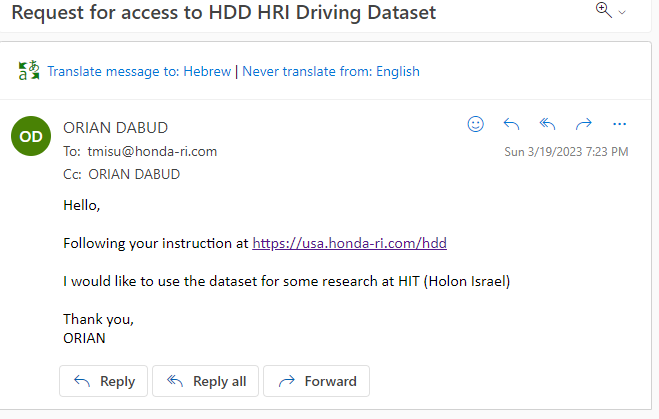 Request for access to HDD HRI Driving Dataset
Translate message to: Hebrew | Never translate from: English
OD
ORIAN DABUD
To: tmisu@honda-ri.com
Sun 3/19/2023 7:23 PM
Cc: ORIAN DABUD
Hello,
Following your instruction at https://usa.honda-ri.com/hdd
I would like to use the dataset for some research at HIT (Holon Israel)
Thank you,
ORIAN
Reply
Reply all
Forward